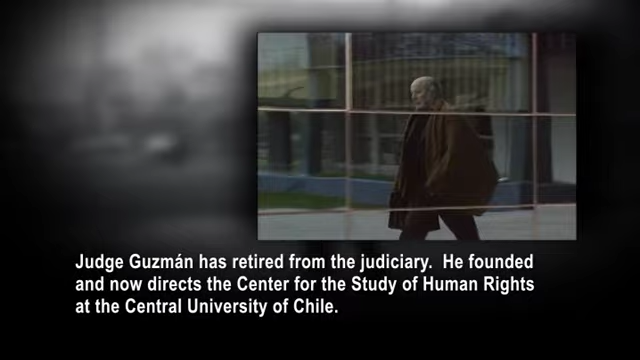 Judge Guzmán has retired from the judiciary. He founded
and now directs the Center for the Study of Human Rights
at the Central University of Chile.